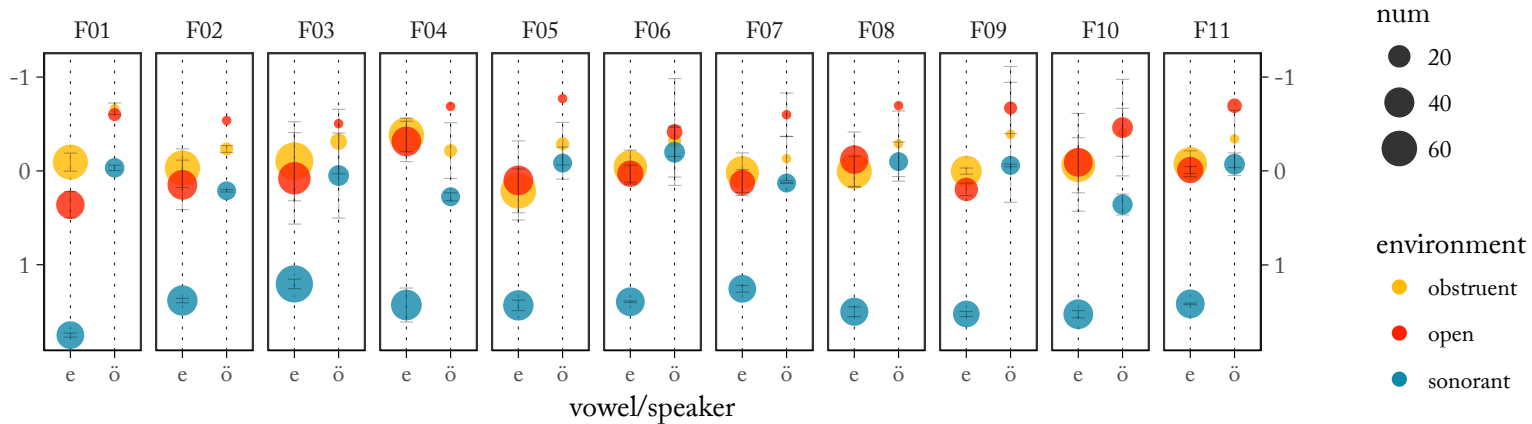 F01 F02 F03 F04 F05 F06 F07 F08 F09 F10 F11
-1 -1
0 0
1 1
e ö e ö e ö e ö e ö e ö e ö e ö e ö e ö e ö
vowel/speaker
num
20
40
60
environment
obstruent
open
sonorant